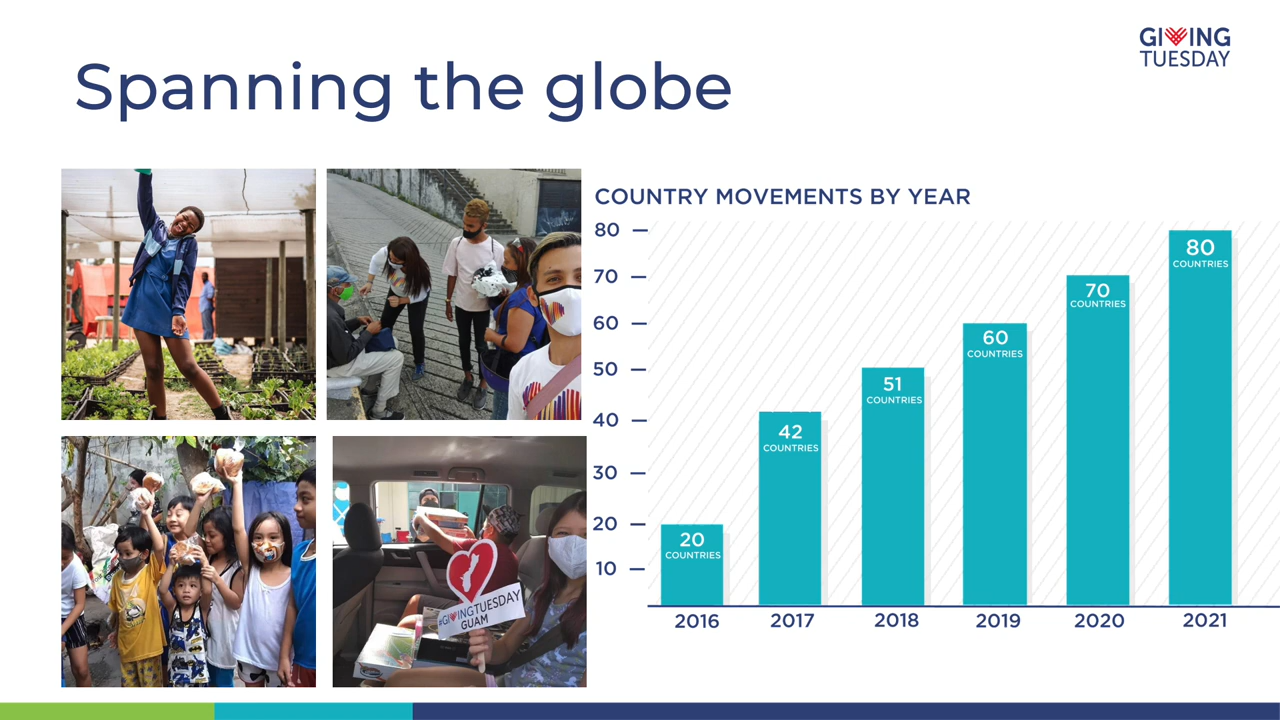 GIVING
TUESDAY
Spanning the globe
COUNTRY MOVEMENTS BY YEAR
80
70
60
50
40
30
20
10
20
COUNTRIES
42
COUNTRIES
51
COUNTRIES
60
COUNTRIES
70
COUNTRIES
80
COUNTRIES
2016 2017 2018 2019 2020 2021
#GIVINGTUESDAY
GUAM